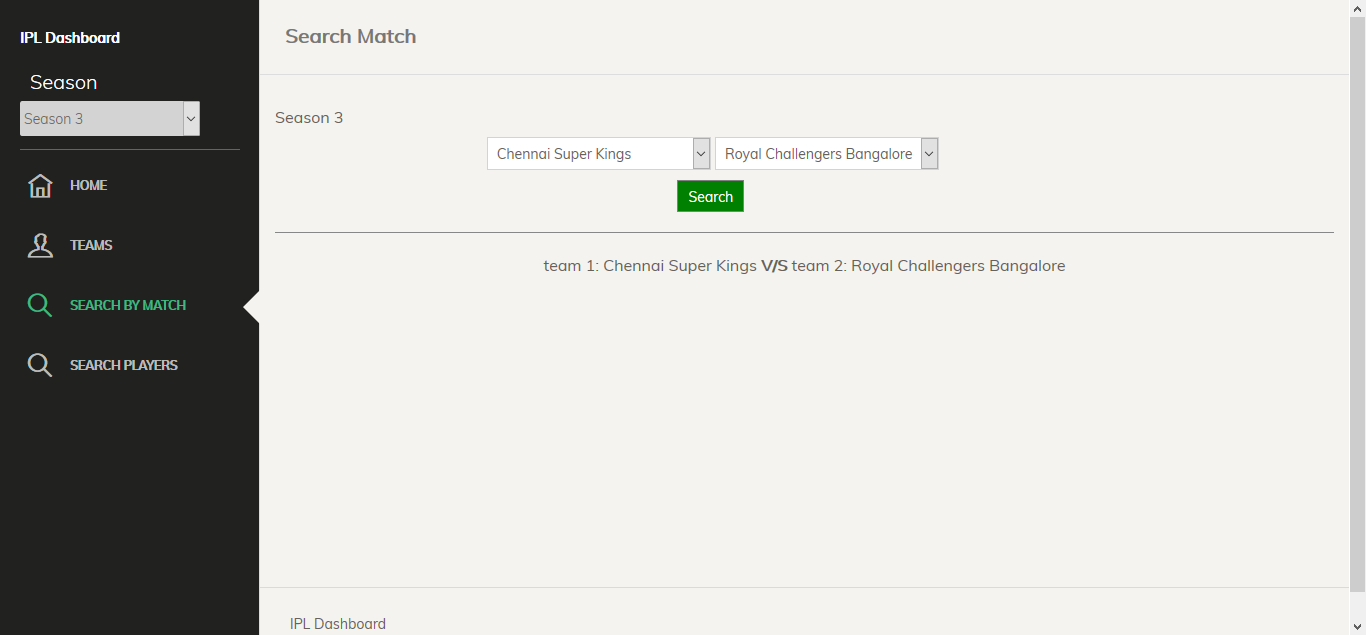 IPL Dashboard
Season
Season 3
HOME
TEAMS
SEARCH BY MATCH
SEARCH PLAYERS
Search Match
Season 3
Chennai Super Kings Royal Challengers Bangalore
Search
team 1: Chennai Super Kings V/S team 2: Royal Challengers Bangalore
IPL Dashboard